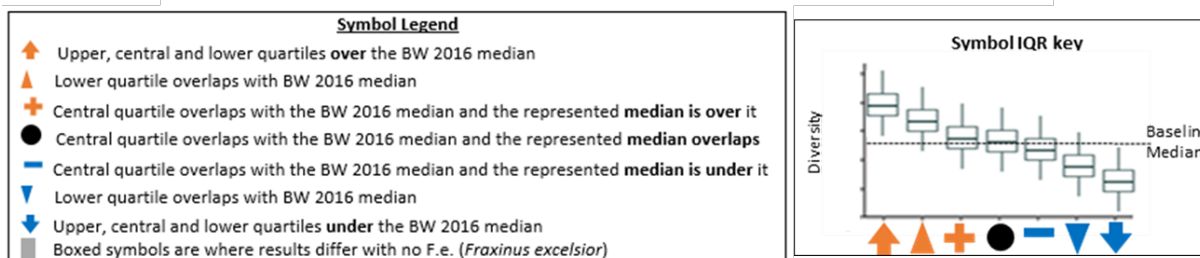 Symbol Legend
Upper, central and lower quartiles over the BW 2016 median
Lower quartile overlaps with BW 2016 median
Central quartile overlaps with the BW 2016 median and the represented median is over it
Central quartile overlaps with the BW 2016 median and the represented median overlaps
Central quartile overlaps with the BW 2016 median and the represented median is under it
Lower quartile overlaps with BW 2016 median
Upper, central and lower quartiles under the BW 2016 median
Boxed symbols are where results differ with no F.e. (Fraxinus excelsior)
Symbol IQR key
Diversity
Baselin
Median